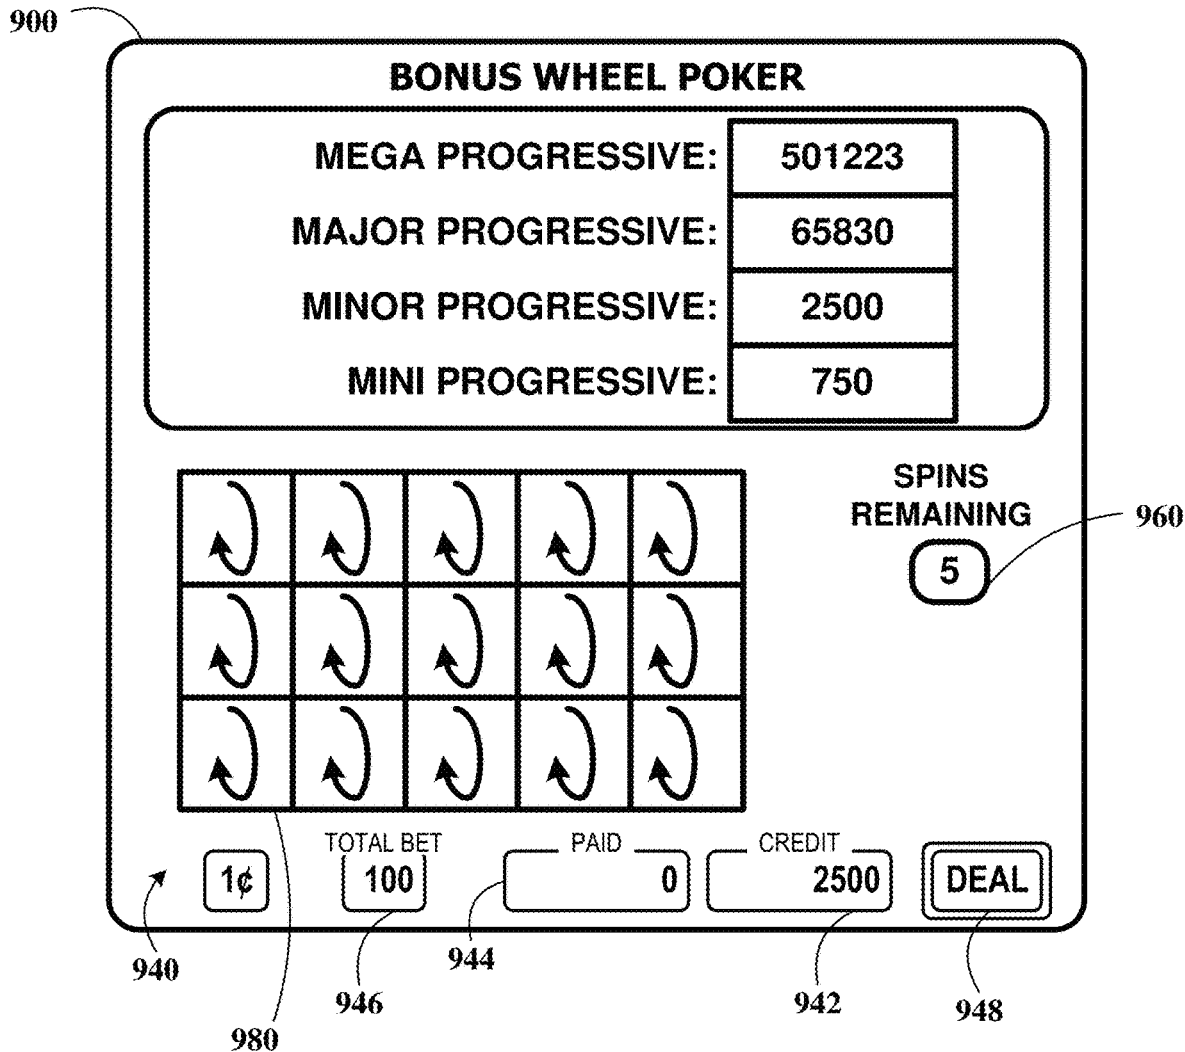 900
BONUS WHEEL POKER
MEGA PROGRESSIVE: 501223
MAJOR PROGRESSIVE: 65830
MINOR PROGRESSIVE: 2500
MINI PROGRESSIVE: 750
SPINS
REMAINING
960
5
TOTAL BET PAID CREDIT
1¢ 100 0 2500 DEAL
940 946 944 942 948
980